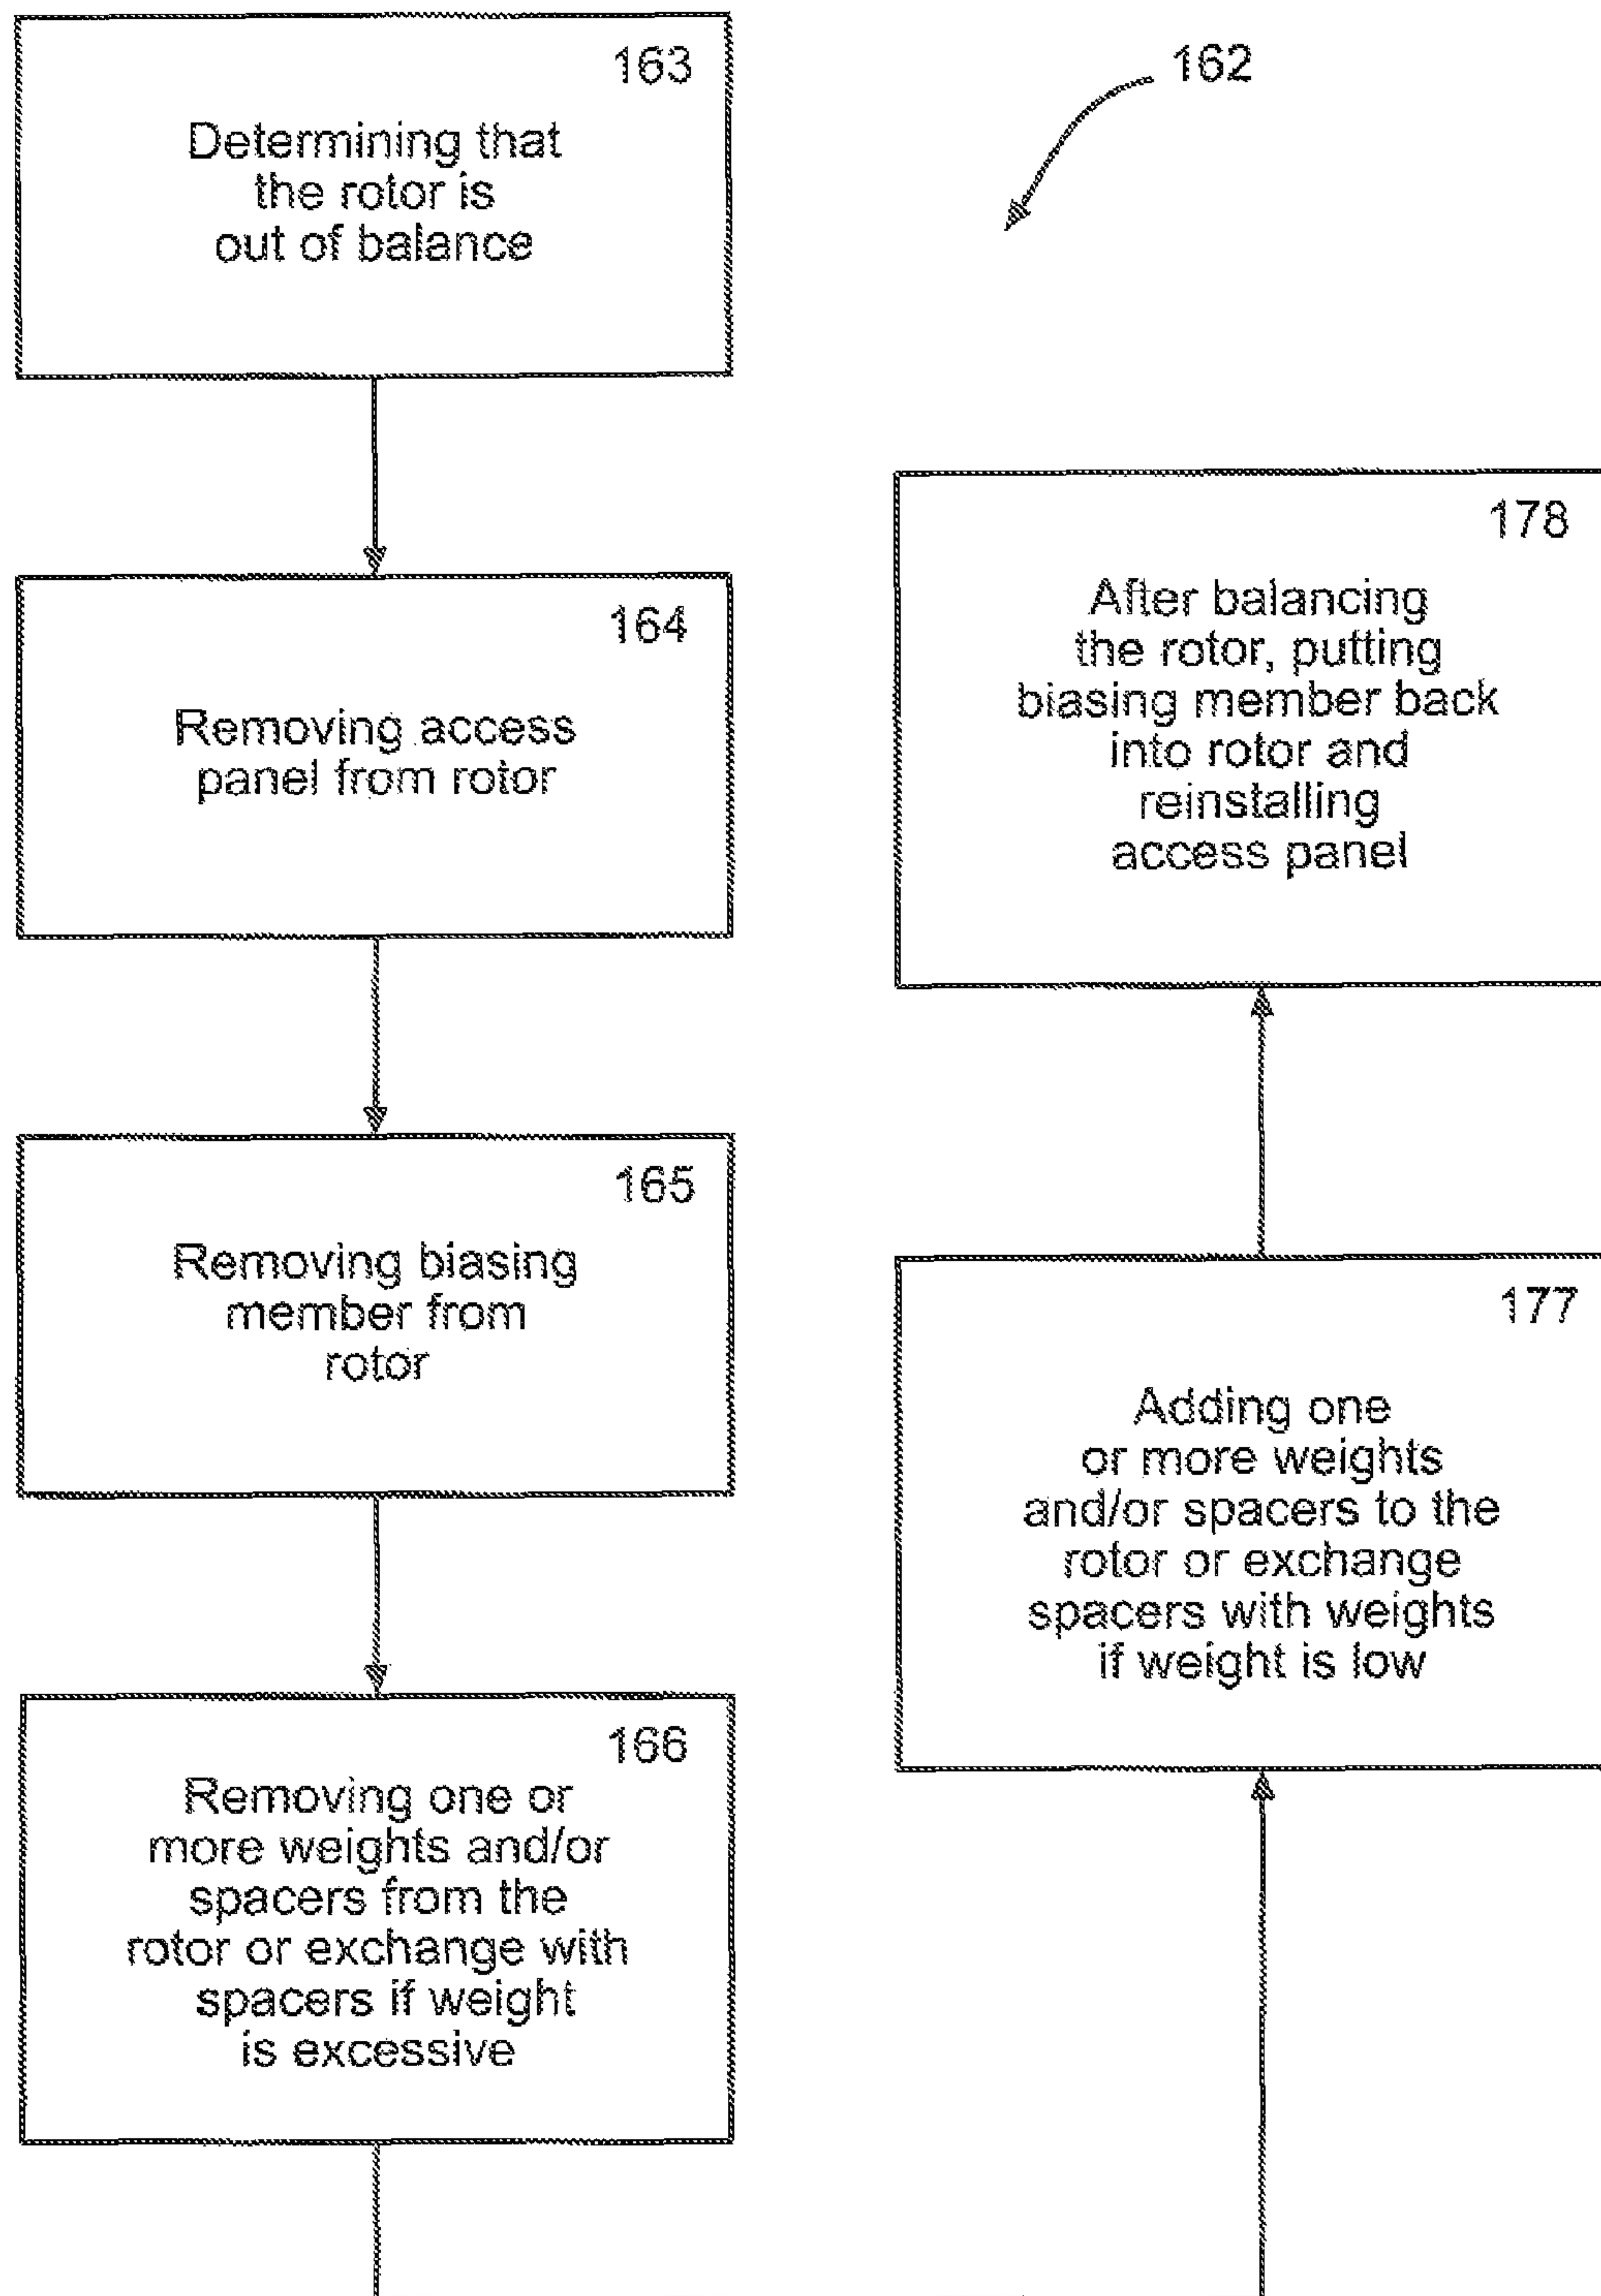 163
Determining that
the rotor is
out of balance
164
Removing access
panel from rotor
165
Removing biasing
member from
rotor
166
Removing one or
more weights and/or
spacers from the
rotor or exchange with
spacers if weight
is excessive
162
178
After balancing
the rotor, putting
biasing member back
into rotor and
reinstalling
access panel
177
Adding one
or more weights
and/or spacers to the
rotor or exchange
spacers with weights
if weight is low